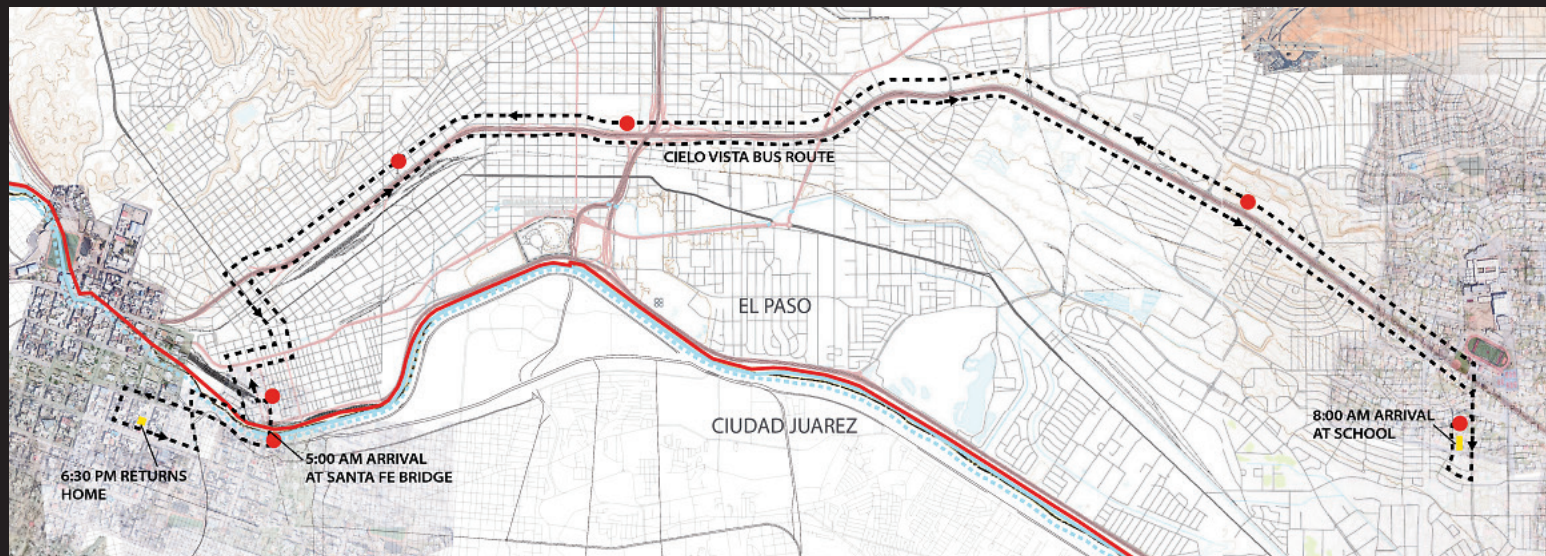 CIELO VISTA BUS ROUTE
EL PASO
CIUDAD JUAREZ
8:00 AM ARRIVAL
AT SCHOOL
5:00 AM ARRIVAL
AT SANTA FE BRIDGE
6:30 PM RETURNS
HOME